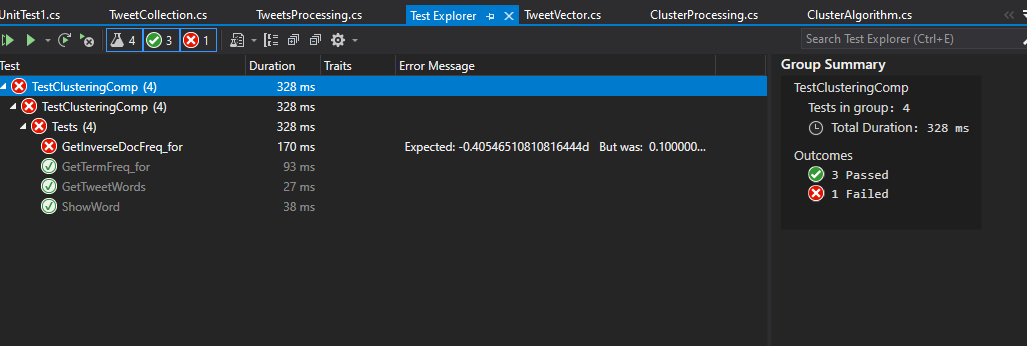 UnitTest1.cs TweetCollection.cs TweetsProcessing.cs Test Explorer TweetVector.cs ClusterProcessing.cs ClusterAlgorithm.cs
4 3 1 Search Test Explorer (Ctrl+E)
Test Duration Traits Error Message
TestClusteringComp (4) 328 ms
TestClusteringComp (4) 328 ms
Tests (4) 328 ms
GetInverseDocFreq_for 170 ms Expected: -0.40546510810816444d But was: 0.100000...
GetTermFreq_for 93 ms
GetTweetWords 27 ms
ShowWord 38 ms
Group Summary
TestClusteringComp
Tests in group: 4
Total Duration: 328 ms
Outcomes
3 Passed
1 Failed